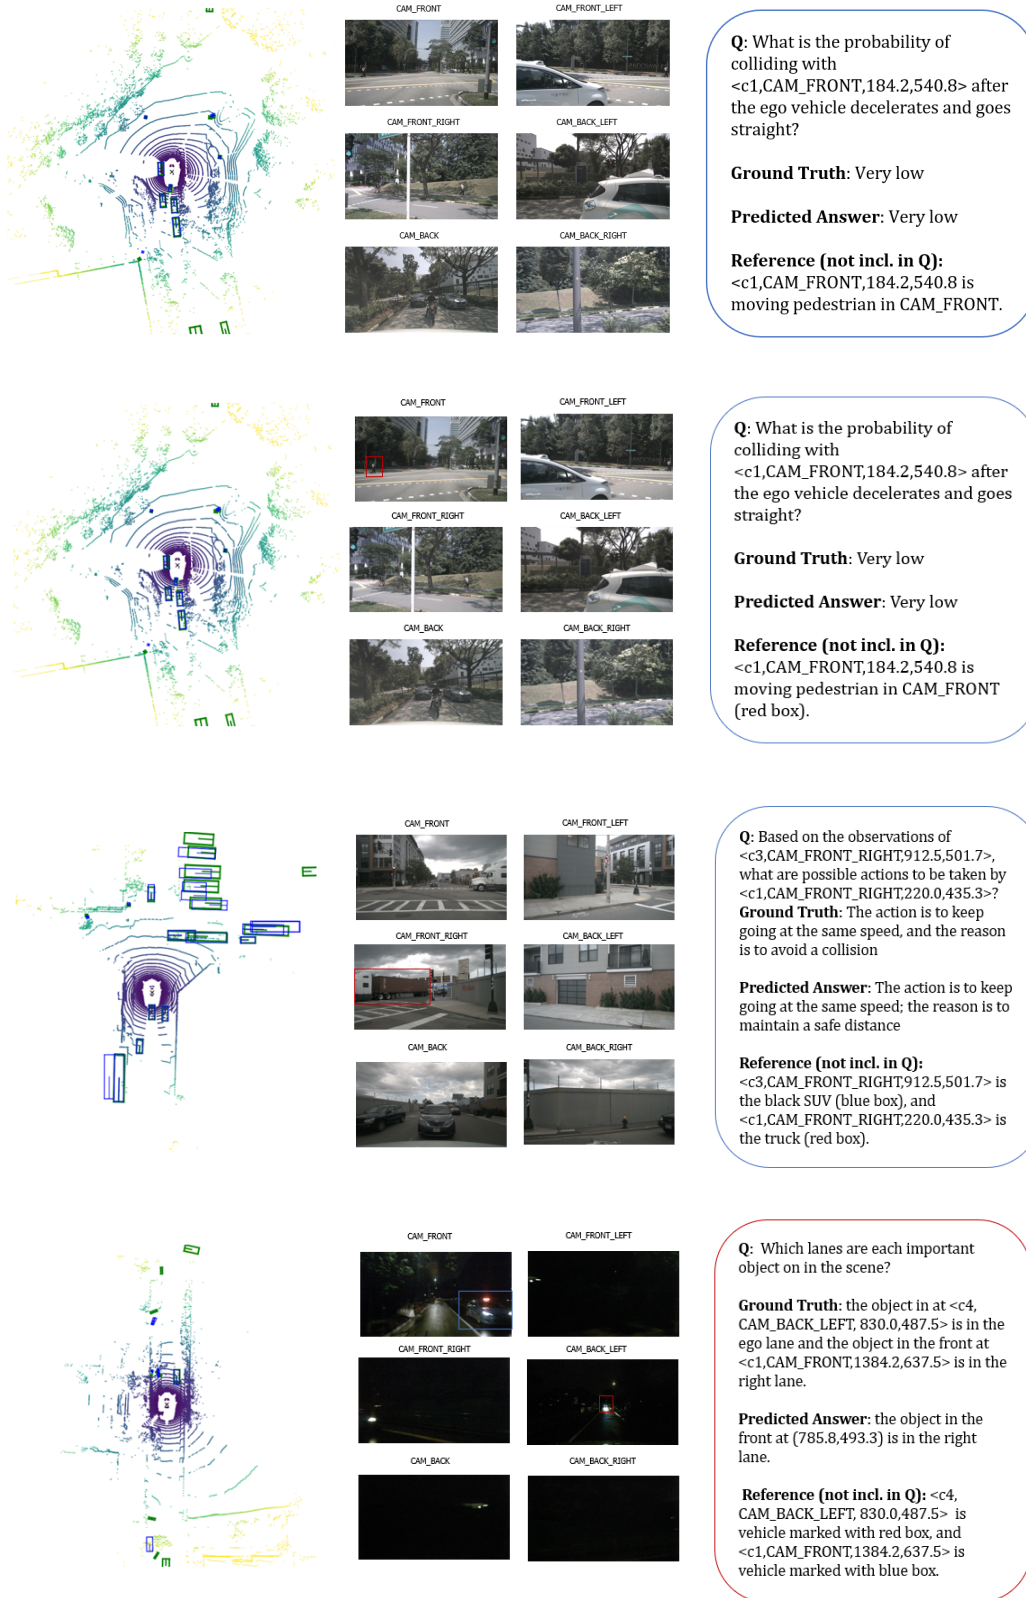 CAM_FRONT
CAM_FRONT_LEFT
CAM_FRONT_RIGHT
CAM_BACK_LEFT
CAM_BACK
CAM_BACK_RIGHT
Q: What is the probability of
colliding with
<c1,CAM_FRONT,184.2,540.8> after
the ego vehicle decelerates and goes
straight?
Ground Truth: Very low
Predicted Answer: Very low
Reference (not incl. in Q):
<c1,CAM_FRONT,184.2,540.8 is
moving pedestrian in CAM_FRONT.
CAM_FRONT
CAM_FRONT_LEFT
CAM_FRONT_RIGHT
CAM_BACK_LEFT
CAM_BACK
CAM_BACK_RIGHT
Q: What is the probability of
colliding with
<c1,CAM_FRONT,184.2,540.8> after
the ego vehicle decelerates and goes
straight?
Ground Truth: Very low
Predicted Answer: Very low
Reference (not incl. in Q):
<c1,CAM_FRONT,184.2,540.8 is
moving pedestrian in CAM_FRONT
(red box).
CAM_FRONT
CAM_FRONT_LEFT
CAM_FRONT_RIGHT
CAM_BACK_LEFT
CAM_BACK
CAM_BACK_RIGHT
Q: Based on the observations of
<c3,CAM_FRONT_RIGHT,912.5,501.7>,
what are possible actions to be taken by
<c1,CAM_FRONT_RIGHT,220.0,435.3>?
Ground Truth: The action is to keep
going at the same speed, and the reason
is to avoid a collision
Predicted Answer: The action is to keep
going at the same speed; the reason is to
maintain a safe distance
Reference (not incl. in Q):
<c3,CAM_FRONT_RIGHT,912.5,501.7> is
the black SUV (blue box), and
<c1,CAM_FRONT_RIGHT,220.0,435.3> is
the truck (red box).
CAM_FRONT
CAM_FRONT_LEFT
CAM_FRONT_RIGHT
CAM_BACK_LEFT
CAM_BACK
CAM_BACK_RIGHT
Q: Which lanes are each important
object on in the scene?
Ground Truth: the object in at <c4,
CAM_BACK_LEFT, 830.0,487.5> is in the
ego lane and the object in the front at
<c1,CAM_FRONT,1384.2,637.5> is in the
right lane.
Predicted Answer: the object in the
front at (785.8,493.3) is in the right
lane.
Reference (not incl. in Q): <c4,
CAM_BACK_LEFT, 830.0,487.5> is
vehicle marked with red box, and
<c1,CAM_FRONT,1384.2,637.5> is
vehicle marked with blue box.